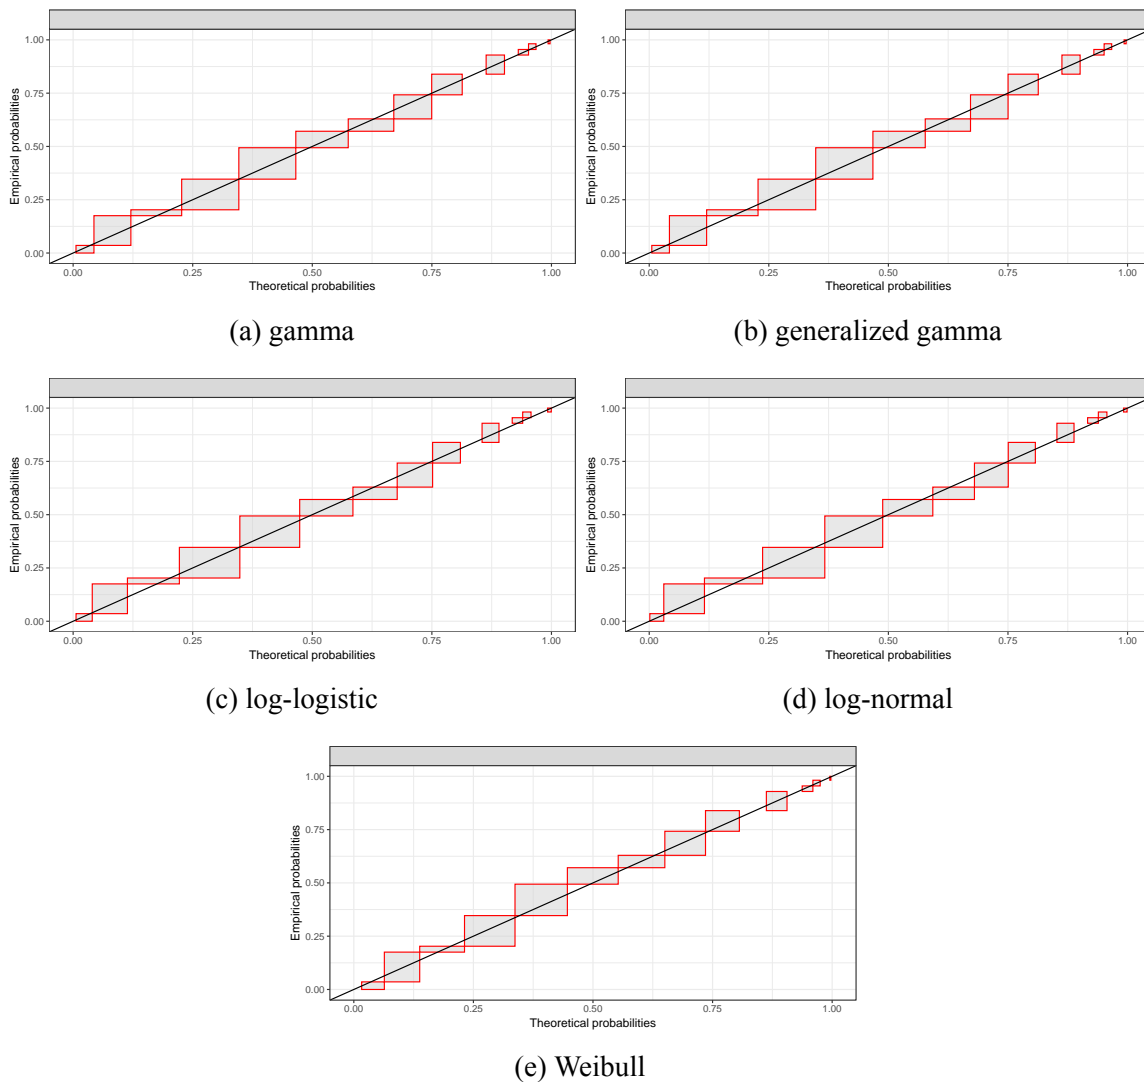 1.00
0.75
0.50
0.25
0.00
Empirical probabilities
0.00 0.25 0.50 0.75 1.00
Theoretical probabilities
(a) gamma
1.00
0.75
0.50
0.25
0.00
Empirical probabilities
0.00 0.25 0.50 0.75 1.00
Theoretical probabilities
(b) generalized gamma
1.00
0.75
0.50
0.25
0.00
Empirical probabilities
0.00 0.25 0.50 0.75 1.00
Theoretical probabilities
(c) log-logistic
1.00
0.75
0.50
0.25
0.00
Empirical probabilities
0.00 0.25 0.50 0.75 1.00
Theoretical probabilities
(d) log-normal
1.00
0.75
0.50
0.25
0.00
Empirical probabilities
0.00 0.25 0.50 0.75 1.00
Theoretical probabilities
(e) Weibull